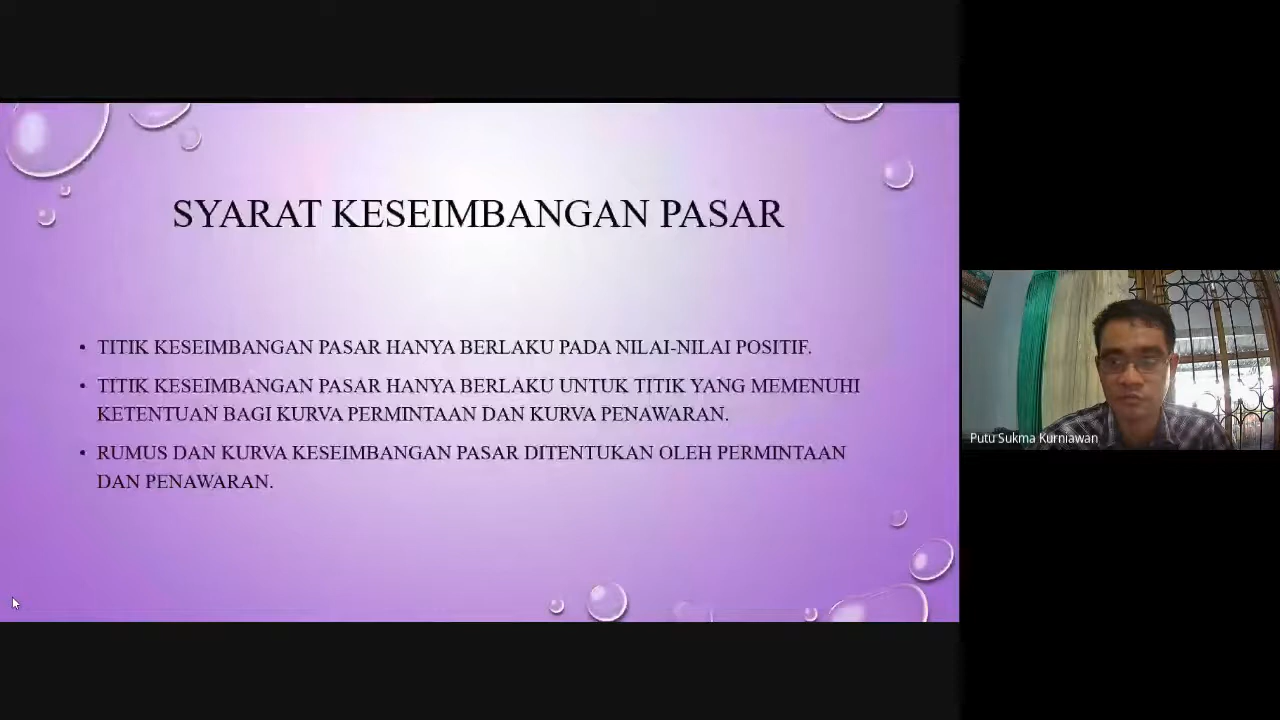 SYARAT KESEIMBANGAN PASAR
• TITIK KESEIMBANGAN PASAR HANYA BERLAKU PADA NILAI-NILAI POSITIF.
• TITIK KESEIMBANGAN PASAR HANYA BERLAKU UNTUK TITIK YANG MEMENUHI
KETENTUAN BAGI KURVA PERMINTAAN DAN KURVA PENAWARAN.
• RUMUS DAN KURVA KESEIMBANGAN PASAR DITENTUKAN OLEH PERMINTAAN
DAN PENAWARAN.
Putu Sukma Kurniawan